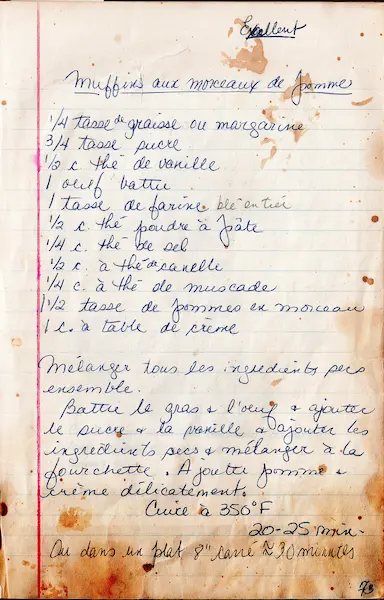 Excellent
Muffins aux morceaux de pomme
1/4 tasse de graisse ou margarine
3/4 tasse sucre
1/2 c. thé de vanille
1 oeuf battu
1 tasse de farine blé entier
1/2 c. thé poudre à pâte
1/4 c. thé de sel
1/2 c. à thé de canelle
1/4 c. à thé de muscade
1 1/2 tasse de pommes en morceau
1 c. à table de crème
Mélanger tous les ingrédients secs
ensemble.
Battre le gras & l'oeuf & ajouter
le sucre & la vanille & ajouter les
ingrédients secs & mélanger à la
fourchette. Ajouter pomme &
crème délicatement.
Cuire à 350°F
20-25 min.
Ou dans un plat 8" carré ≈ 30 minutes